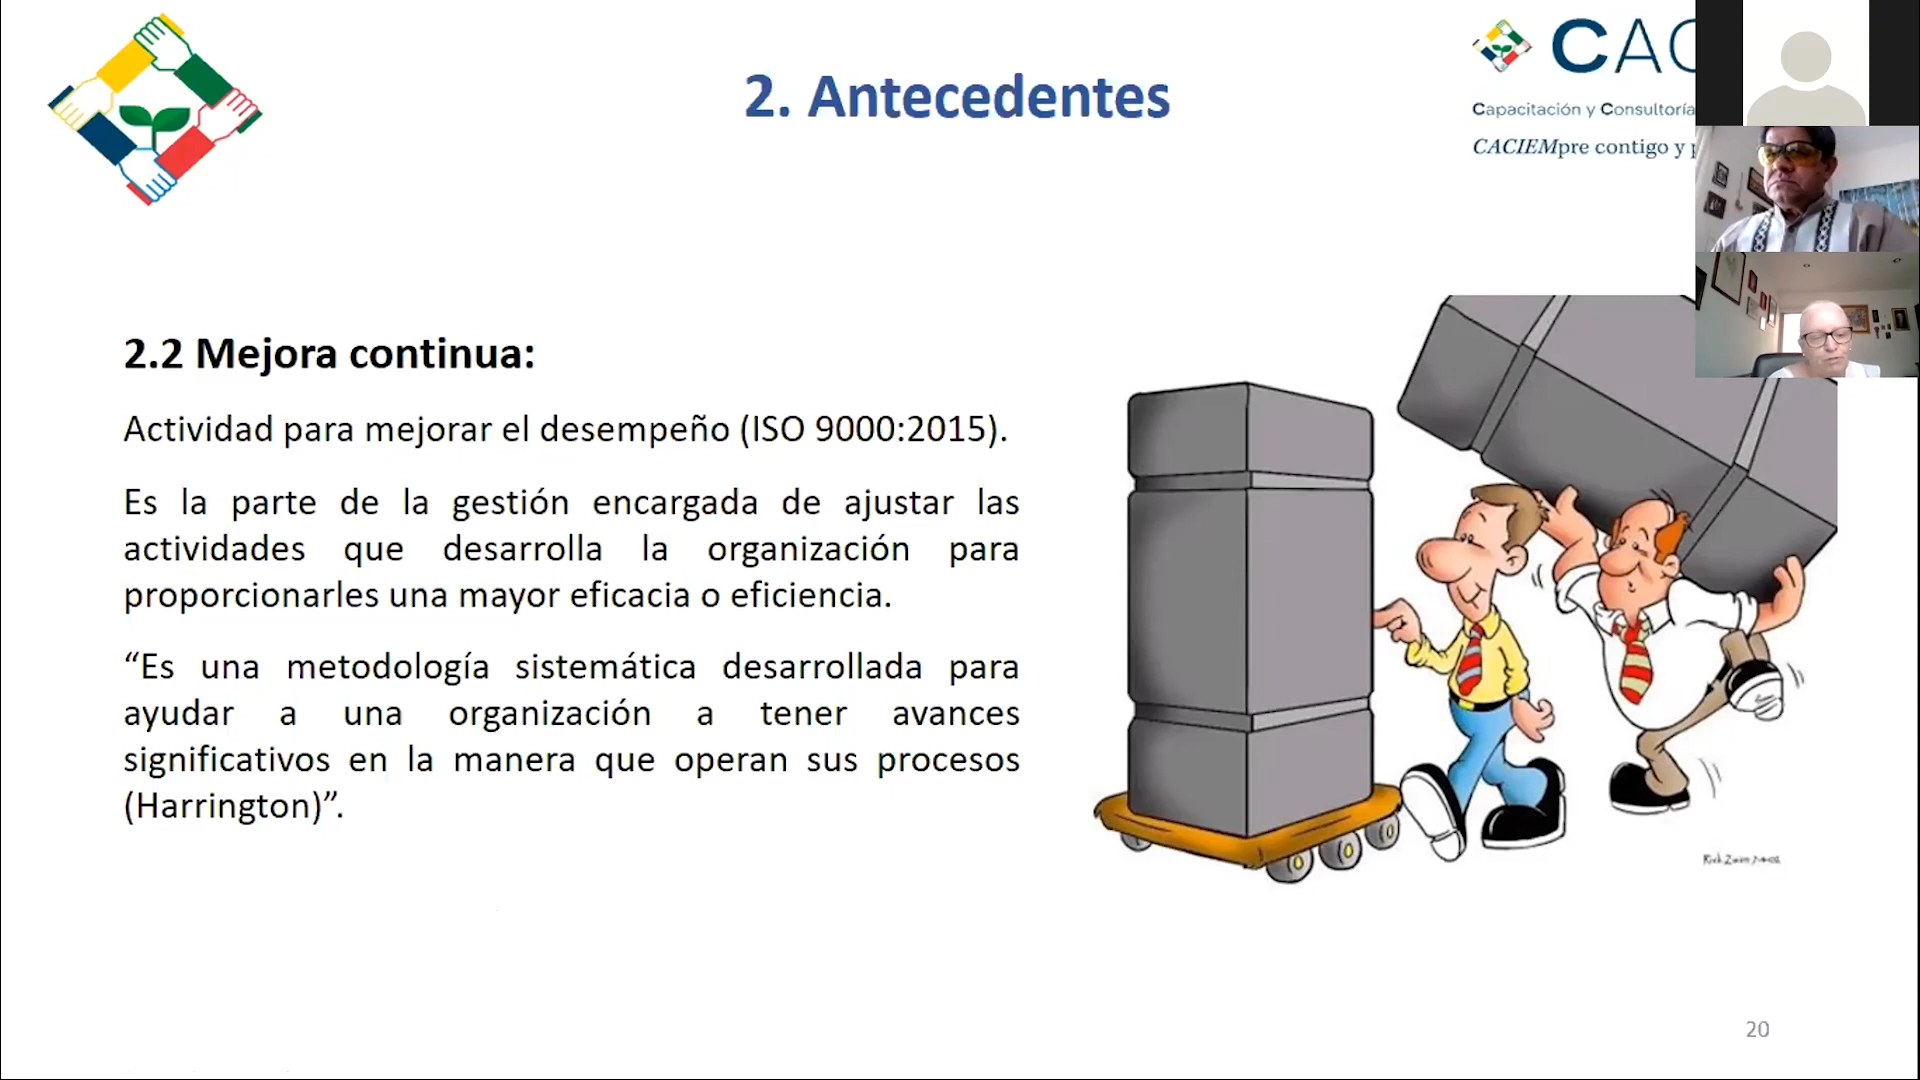 2. Antecedentes
CAC
Capacitación y Consultoría
CACIEMpre contigo y p
2.2 Mejora continua:
Actividad para mejorar el desempeño (ISO 9000:2015).
Es la parte de la gestión encargada de ajustar las
actividades que desarrolla la organización para
proporcionarles una mayor eficacia o eficiencia.
“Es una metodología sistemática desarrollada para
ayudar a una organización a tener avances
significativos en la manera que operan sus procesos
(Harrington)”.
20